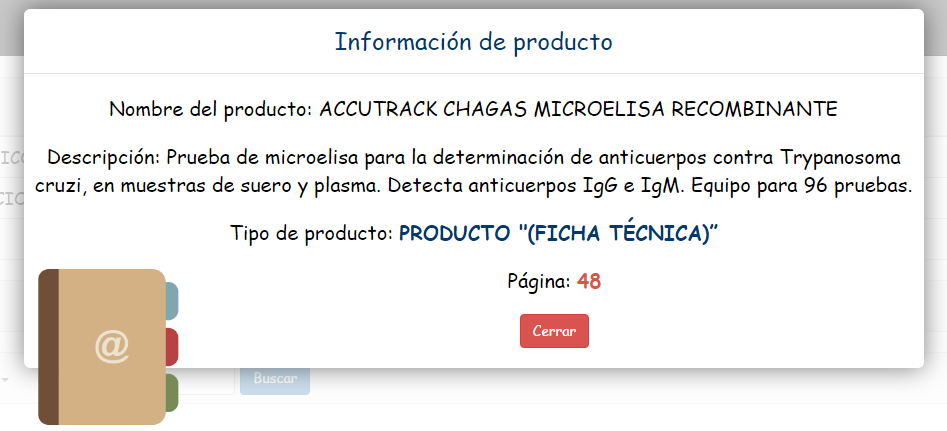 Información de producto
Nombre del producto: ACCUTRACK CHAGAS MICROELISA RECOMBINANTE
Descripción: Prueba de microelisa para la determinación de anticuerpos contra Trypanosoma
cruzi, en muestras de suero y plasma. Detecta anticuerpos IgG e IgM. Equipo para 96 pruebas.
Tipo de producto: PRODUCTO "(FICHA TÉCNICA)”
Página: 48
@
Cerrar
Buscar